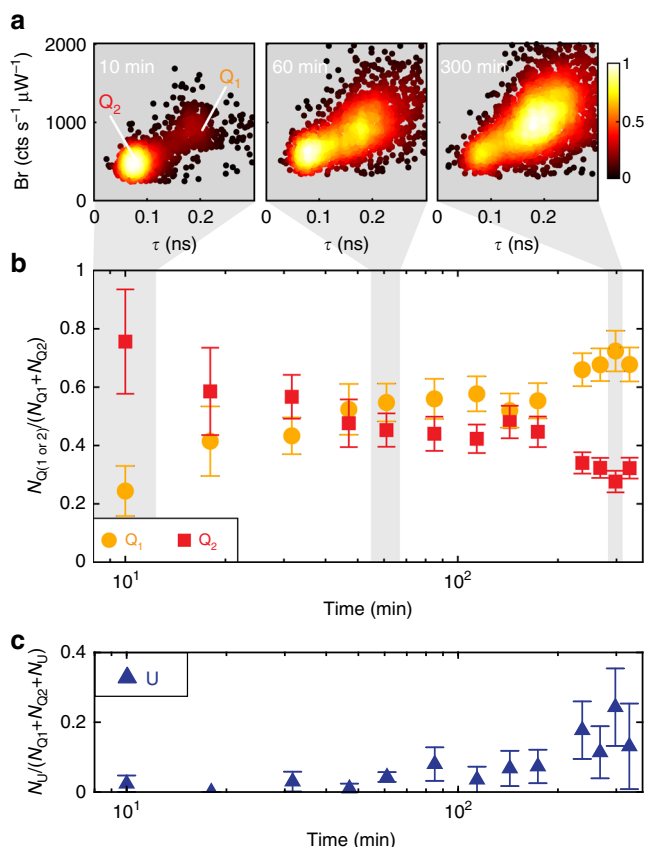 a
2000
1000
0
Br (cts s⁻¹ μW⁻¹)
10 min
Q₂
Q₁
60 min
300 min
1
0.5
0
0 0.1 0.2
0 0.1 0.2
0 0.1 0.2
τ (ns)
τ (ns)
τ (ns)
b
1
0.8
0.6
0.4
0.2
0
N_Q(1 or 2)/(N_Q1+N_Q2)
Q₁ Q₂
10¹ 10²
Time (min)
c
0.4
0.2
0
N_U/(N_Q1+N_Q2+N_U)
U
10¹ 10²
Time (min)